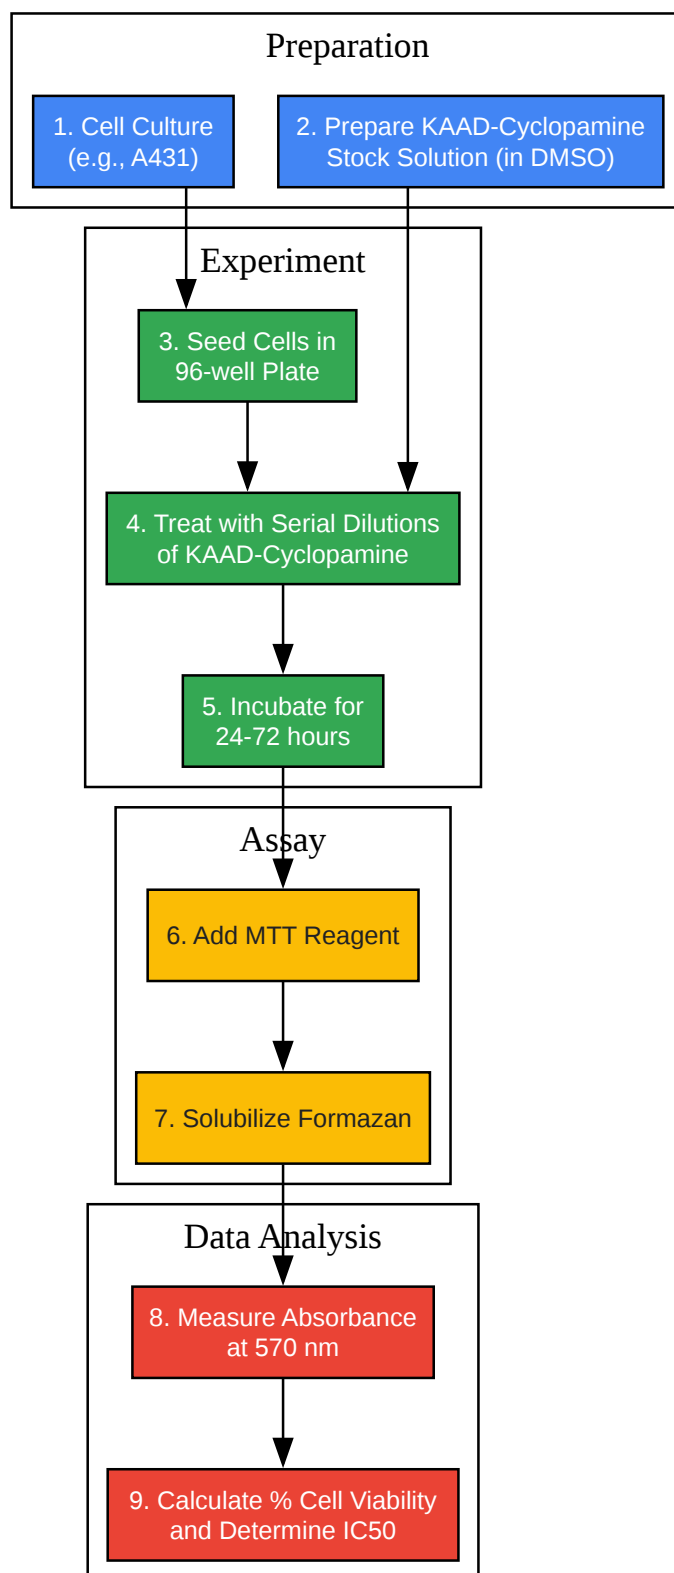 Preparation
1. Cell Culture
(e.g., A431)
2. Prepare KAAD-Cyclopamine
Stock Solution (in DMSO)
Experiment
3. Seed Cells in
96-well Plate
4. Treat with Serial Dilutions
of KAAD-Cyclopamine
5. Incubate for
24-72 hours
Assay
6. Add MTT Reagent
7. Solubilize Formazan
Data Analysis
8. Measure Absorbance
at 570 nm
9. Calculate % Cell Viability
and Determine IC50